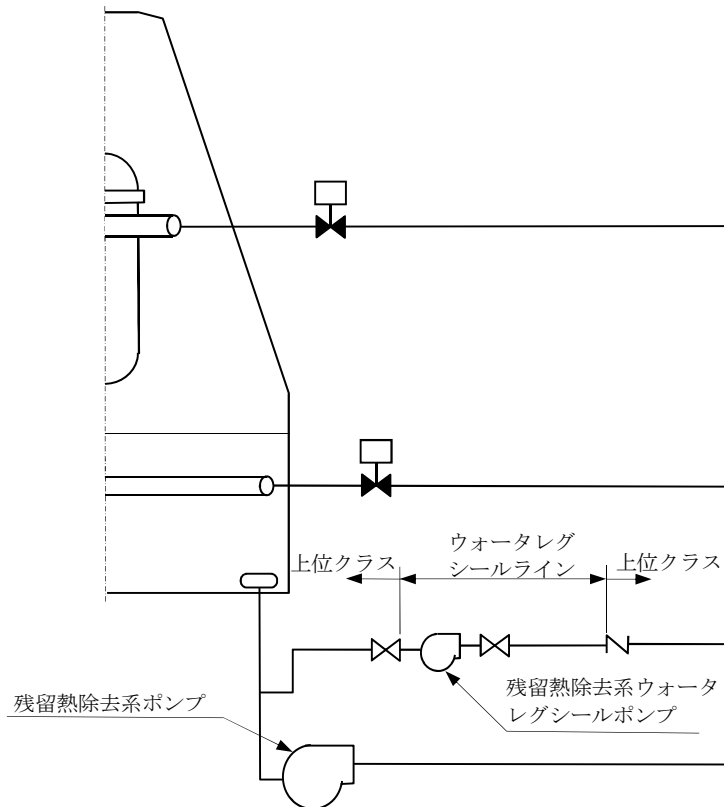 上位クラス
ウォータレグ
シールライン
上位クラス
残留熱除去系ポンプ
残留熱除去系ウォータ
レグシールポンプ